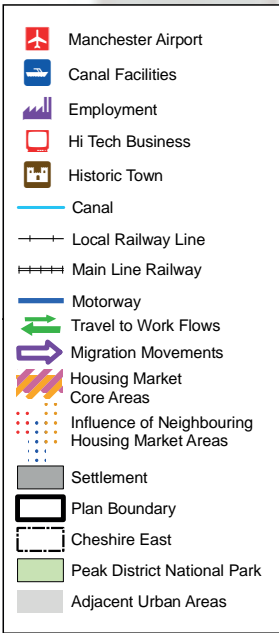 Manchester Airport
Canal Facilities
Employment
Hi Tech Business
Historic Town
Canal
Local Railway Line
Main Line Railway
Motorway
Travel to Work Flows
Migration Movements
Housing Market
Core Areas
Influence of Neighbouring
Housing Market Areas
Settlement
Plan Boundary
Cheshire East
Peak District National Park
Adjacent Urban Areas